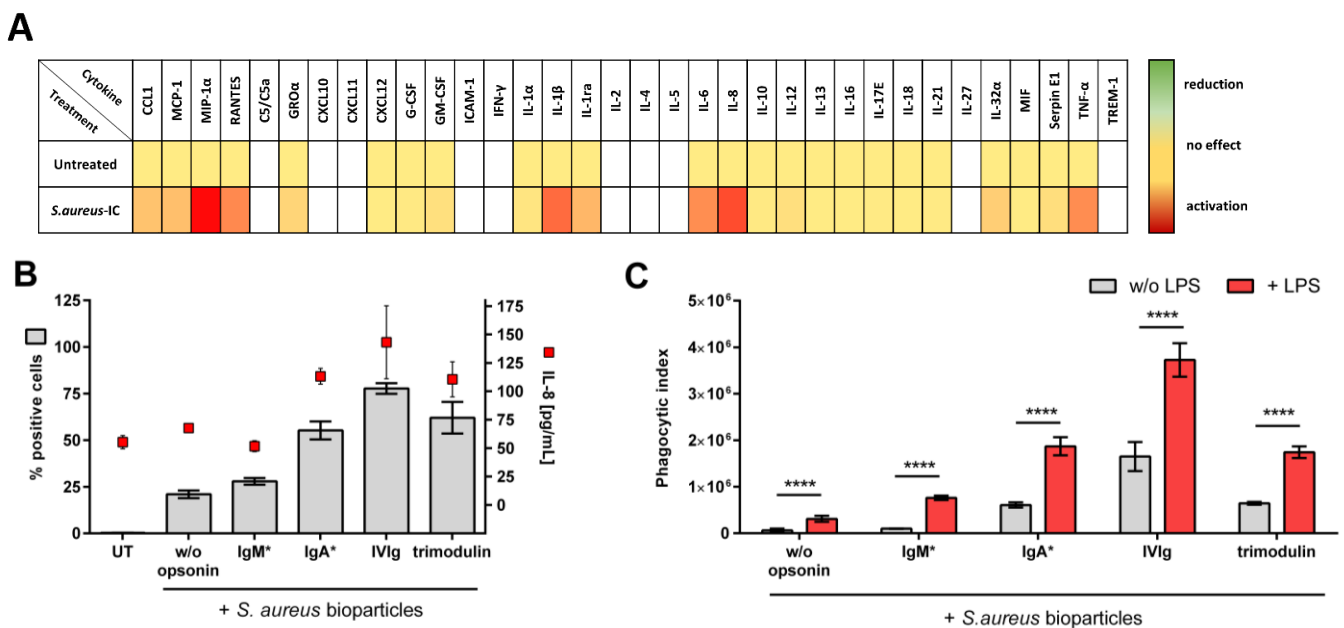 A
Cytokine
Treatment
CCL1
MCP-1
MIP-1α
RANTES
C5/C5a
GROα
CXCL10
CXCL11
CXCL12
G-CSF
GM-CSF
ICAM-1
IFN-γ
IL-1α
IL-1β
IL-1ra
IL-2
IL-4
IL-5
IL-6
IL-8
IL-10
IL-12
IL-13
IL-16
IL-17E
IL-18
IL-21
IL-27
IL-32α
MIF
Serpin E1
TNF-α
TREM-1
Untreated
S.aureus-IC
reduction
no effect
activation
B
% positive cells
125
100
75
50
25
0
175
150
125
100
75
50
25
0
IL-8 [pg/mL]
UT
w/o
opsonin
IgM*
IgA*
IVIg
trimodulin
+ S. aureus bioparticles
C
w/o LPS
+ LPS
Phagocytic index
5×10⁶
4×10⁶
3×10⁶
2×10⁶
1×10⁶
0
****
****
****
****
****
w/o
opsonin
IgM*
IgA*
IVIg
trimodulin
+ S.aureus bioparticles